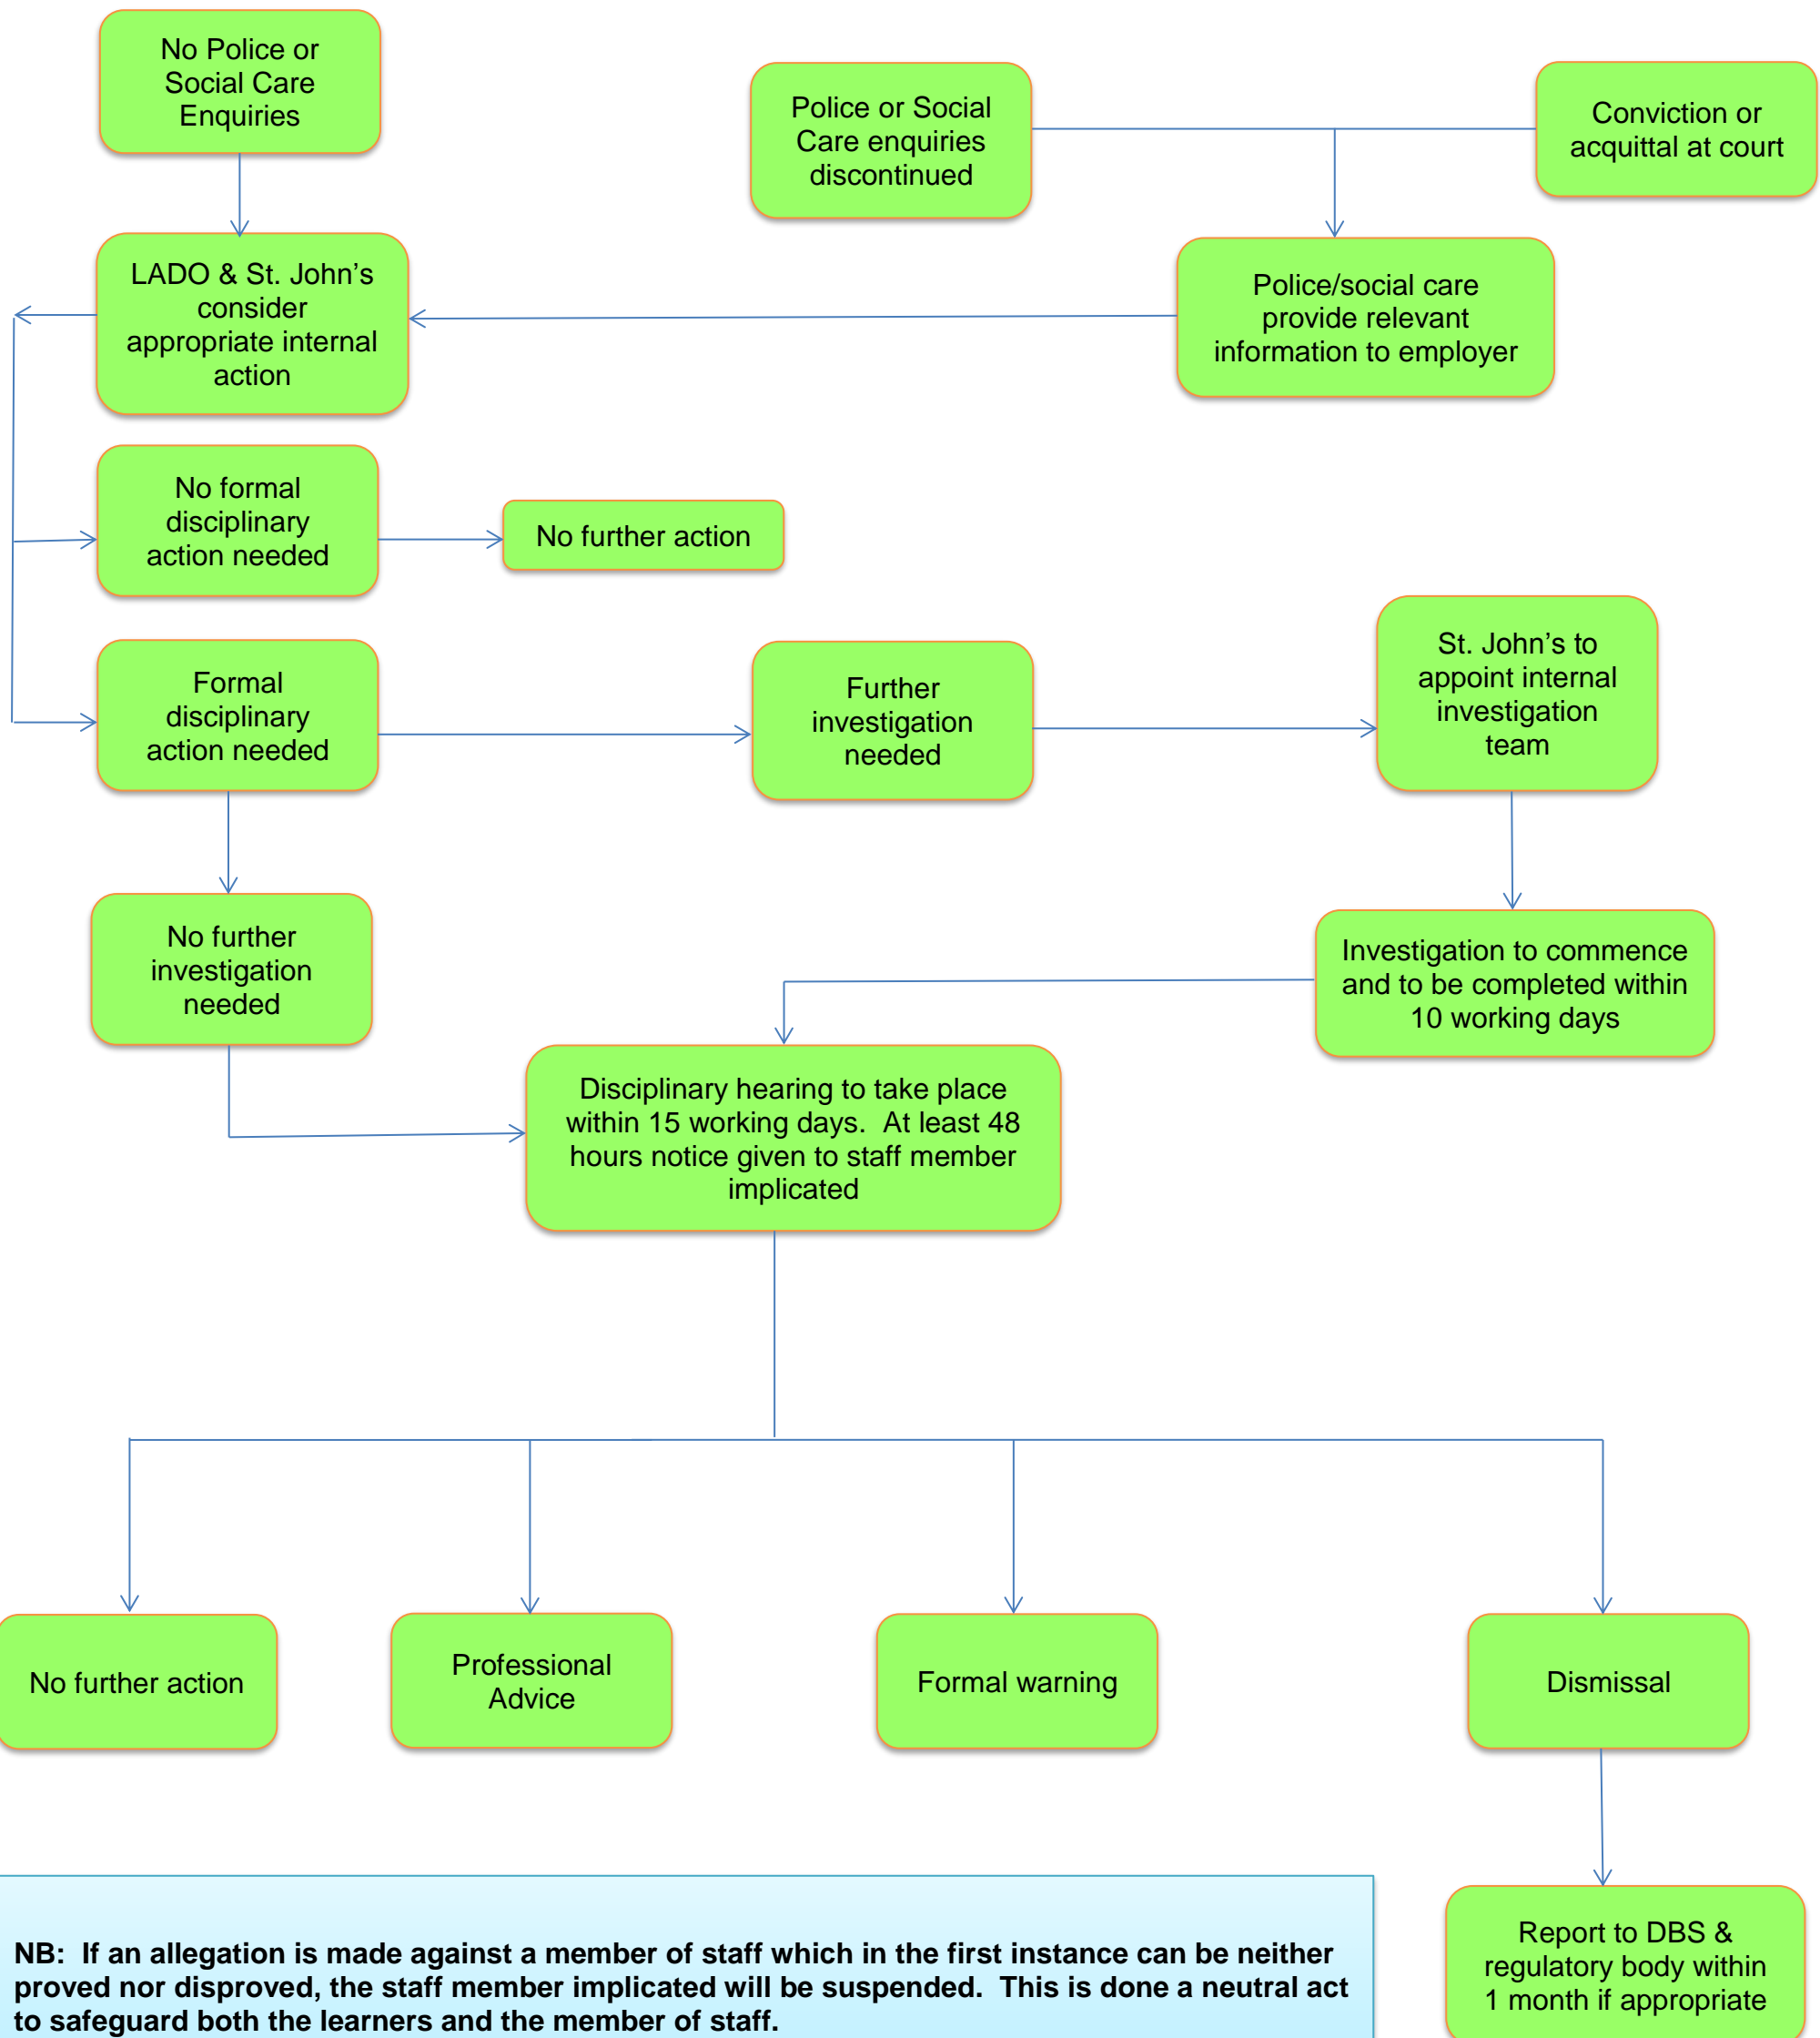 No Police or
Social Care
Enquiries
Police or Social
Care enquiries
discontinued
Conviction or
acquittal at court
LADO & St. John’s
consider
appropriate internal
action
Police/social care
provide relevant
information to employer
No formal
disciplinary
action needed
No further action
Formal
disciplinary
action needed
Further
investigation
needed
St. John’s to
appoint internal
investigation
team
No further
investigation
needed
Investigation to commence
and to be completed within
10 working days
Disciplinary hearing to take place
within 15 working days.  At least 48
hours notice given to staff member
implicated
No further action
Professional
Advice
Formal warning
Dismissal
Report to DBS &
regulatory body within
1 month if appropriate
NB:  If an allegation is made against a member of staff which in the first instance can be neither
proved nor disproved, the staff member implicated will be suspended.  This is done a neutral act
to safeguard both the learners and the member of staff.